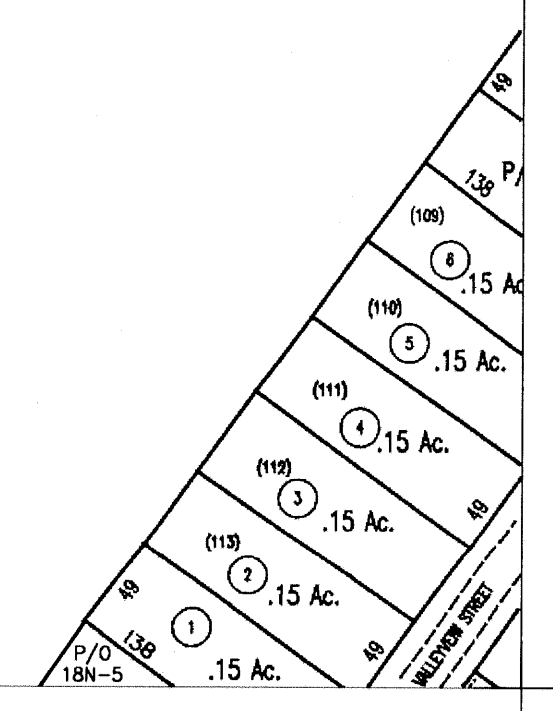 49
138 P/
(109)
6
.15 Ac
(110)
5
.15 Ac.
(111)
4
.15 Ac.
49
(112)
3
.15 Ac.
(113)
2
.15 Ac.
49
1
138
.15 Ac.
49
P/O
18N-5
STREET